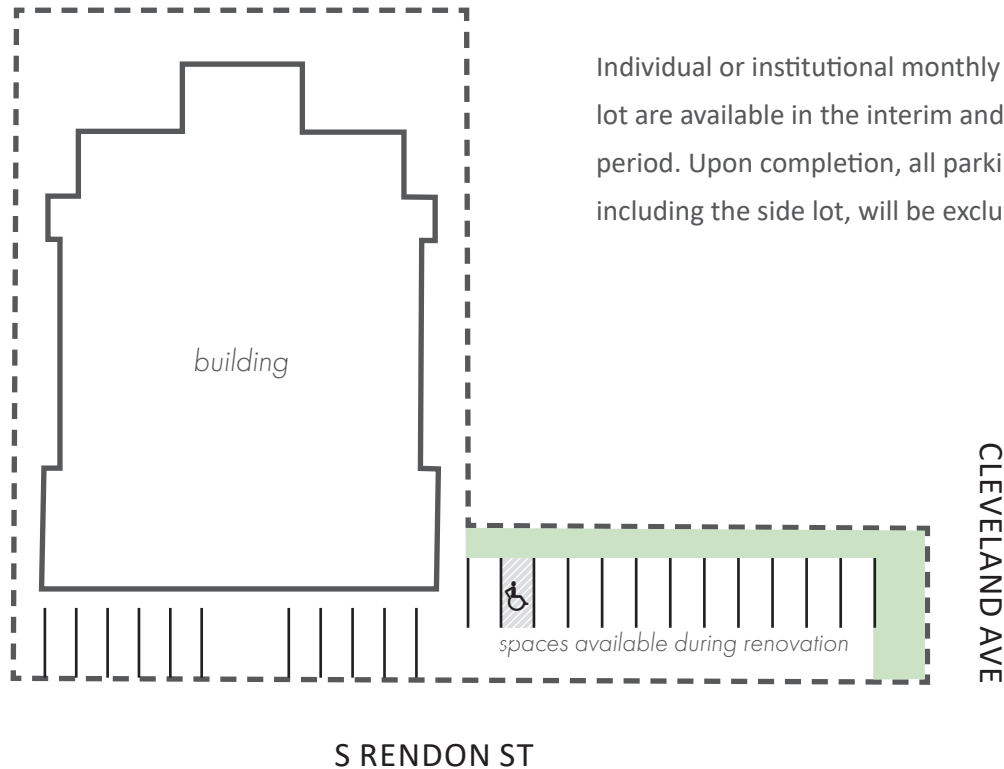 Individual or institutional monthly
lot are available in the interim and
period. Upon completion, all parki
including the side lot, will be exclu
building
CLEVELAND AVE
spaces available during renovation
S RENDON ST